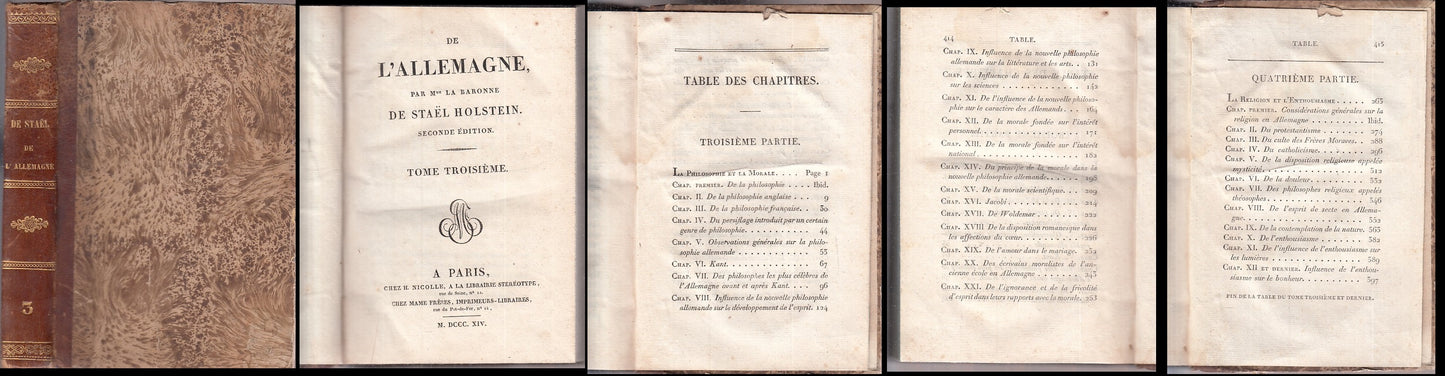 DE STAËL
DE
L'ALLEMAGNE
3
DE
L'ALLEMAGNE,
PAR Mme LA BARONNE
DE STAËL HOLSTEIN.
SECONDE ÉDITION.
TOME TROISIÈME.
A PARIS,
CHEZ H. NICOLLE, A LA LIBRAIRIE STÉRÉOTYPE,
rue de Seine, n° 12.
CHEZ MAME FRÈRES, IMPRIMEURS-LIBRAIRES,
rue du Pot-de-Fer, n° 14.
M. DCCC. XIV.
TABLE DES CHAPITRES.
TROISIÈME PARTIE.
LA PHILOSOPHIE ET LA MORALE. . . . Page 1
CHAP. PREMIER. De la philosophie . . . Ibid.
CHAP. II. De la philosophie anglaise . . 9
CHAP. III. De la philosophie française. . 30
CHAP. IV. Du persiflage introduit par un certain
genre de philosophie. . . . . . . . 44
CHAP. V. Observations générales sur la philo-
sophie allemande . . . . . . . . 55
CHAP. VI. Kant. . . . . . . . . . 67
CHAP. VII. Des philosophes les plus célèbres de
l'Allemagne avant et après Kant. . . . 96
CHAP. VIII. Influence de la nouvelle philosophie
allemande sur le développement de l'esprit. 124
414 TABLE.
CHAP. IX. Influence de la nouvelle philosophie
allemande sur la littérature et les arts. . 131
CHAP. X. Influence de la nouvelle philosophie
sur les sciences . . . . . . . . . 142
CHAP. XI. De l'influence de la nouvelle philoso-
phie sur le caractère des Allemands. . . 164
CHAP. XII. De la morale fondée sur l'intérêt
personnel. . . . . . . . . . . . 171
CHAP. XIII. De la morale fondée sur l'intérêt
national . . . . . . . . . . . . 182
CHAP. XIV. Du principe de la morale dans la
nouvelle philosophie allemande. . . . . 198
CHAP. XV. De la morale scientifique. . . . 209
CHAP. XVI. Jacobi. . . . . . . . . 214
CHAP. XVII. De Woldemar . . . . . . 222
CHAP. XVIII De la disposition romanesque dans
les affections du cœur. . . . . . . . 226
CHAP. XIX. De l'amour dans le mariage. . . 232
CHAP. XX. Des écrivains moralistes de l'an-
cienne école en Allemagne . . . . . . 243
CHAP. XXI. De l'ignorance et de la frivolité
d'esprit dans leurs rapports avec la morale. 253
TABLE. 415
QUATRIÈME PARTIE.
LA RELIGION ET L'ENTHOUSIASME . . . . . 265
CHAP. PREMIER. Considérations générales sur la
religion en Allemagne . . . . . . . Ibid.
CHAP. II. Du protestantisme . . . . . . 274
CHAP. III. Du culte des Frères Moraves. . . 288
CHAP. IV. Du catholicisme. . . . . . . 296
CHAP. V. De la disposition religieuse appelée
mysticité. . . . . . . . . . . . 312
CHAP. VI. De la douleur. . . . . . . . 332
CHAP. VII. Des philosophes religieux appelés
théosophes. . . . . . . . . . . . 346
CHAP. VIII. De l'esprit de secte en Allema-
gne. . . . . . . . . . . . . . 352
CHAP. IX. De la contemplation de la nature. 363
CHAP. X. De l'enthousiasme. . . . . . . 382
CHAP. XI. De l'influence de l'enthousiasme sur
les lumières . . . . . . . . . . . 389
CHAP. XII ET DERNIER. Influence de l'enthou-
siasme sur le bonheur. . . . . . . . 397
FIN DE LA TABLE DU TOME TROISIÈME ET DERNIER.